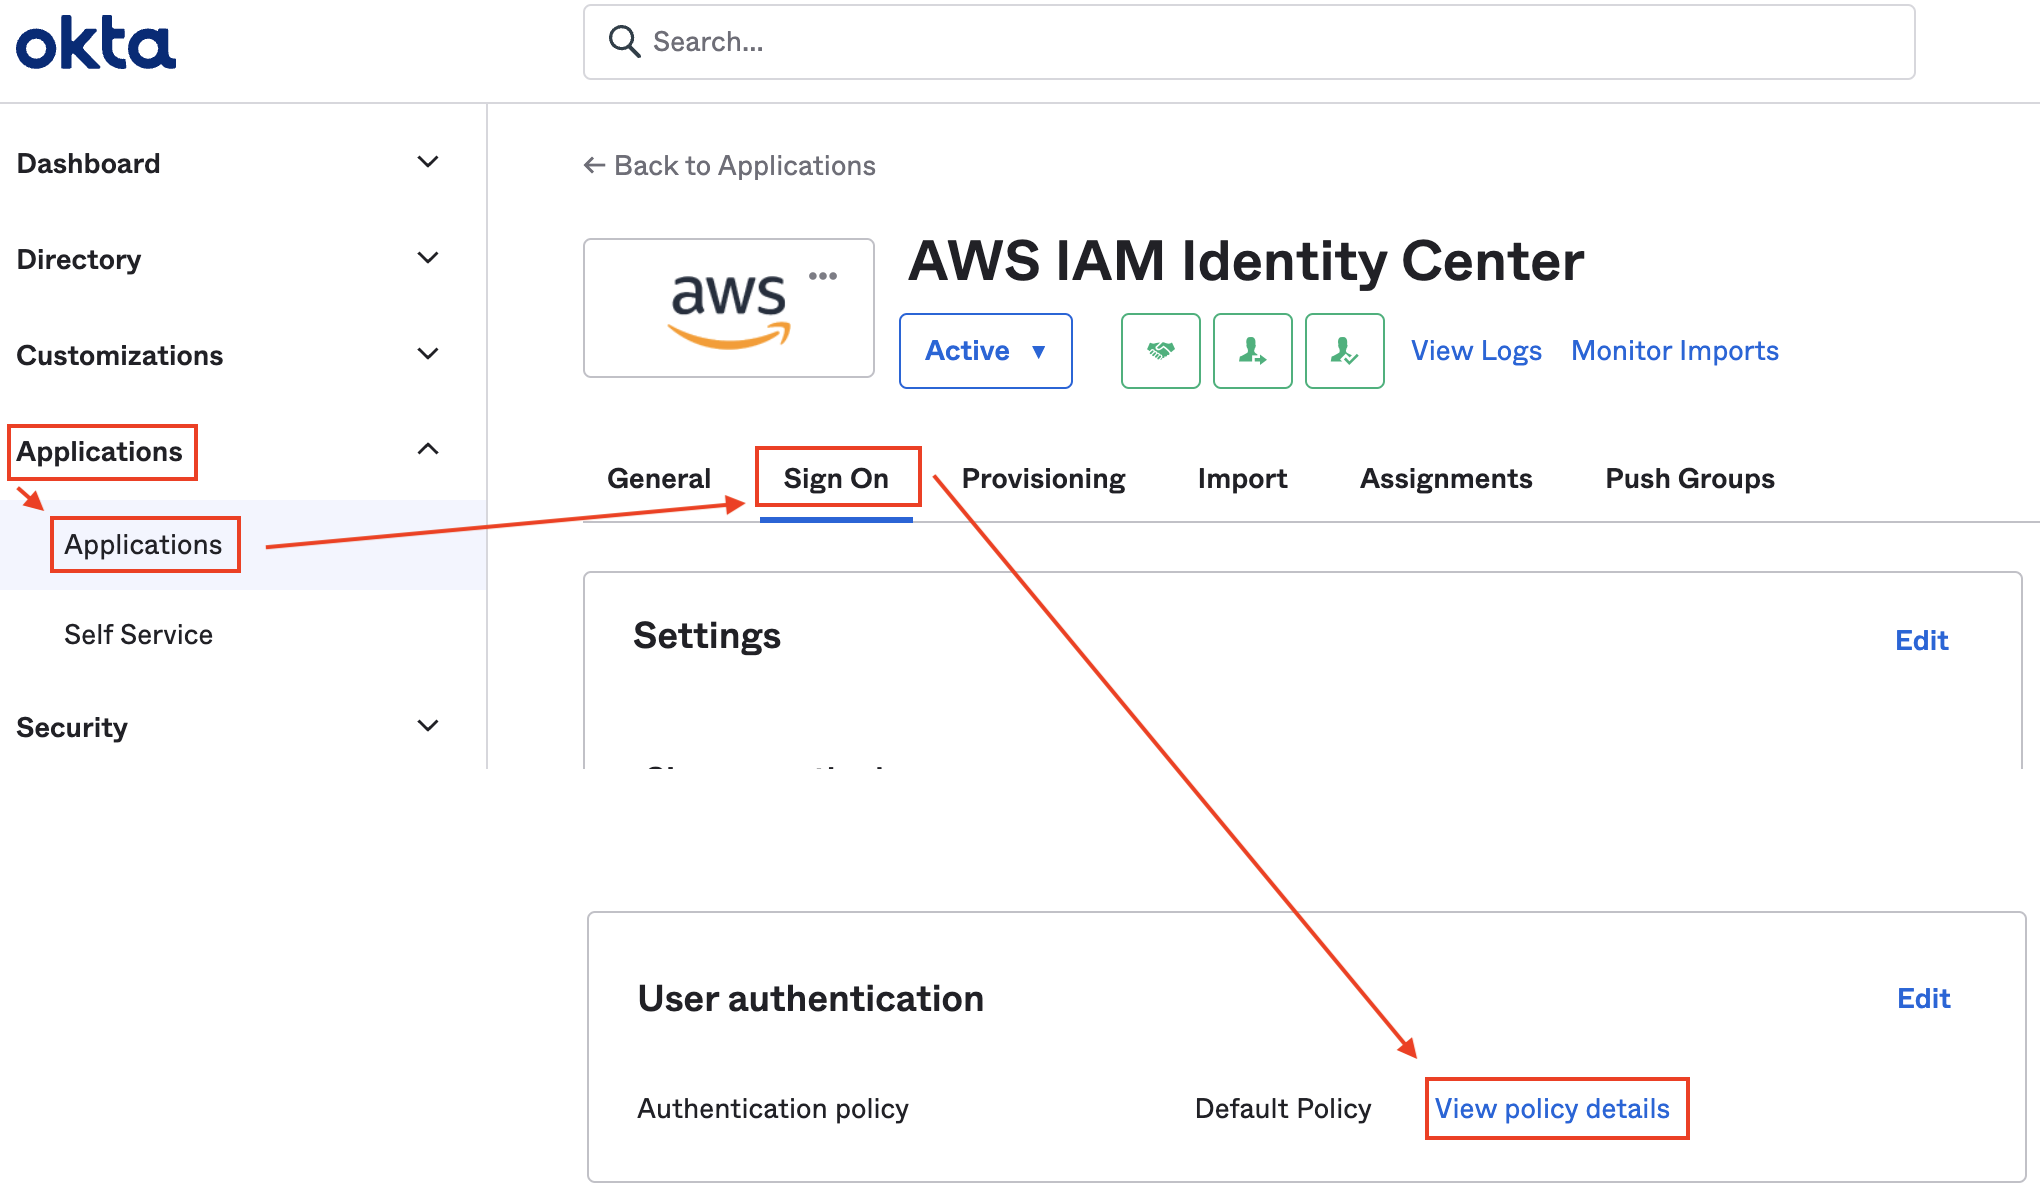 okta
Search...
Dashboard
Directory
Customizations
Applications
Applications
Self Service
Security
← Back to Applications
aws
AWS IAM Identity Center
Active ▼
View Logs
Monitor Imports
General
Sign On
Provisioning
Import
Assignments
Push Groups
Settings
Edit
User authentication
Edit
Authentication policy
Default Policy
View policy details